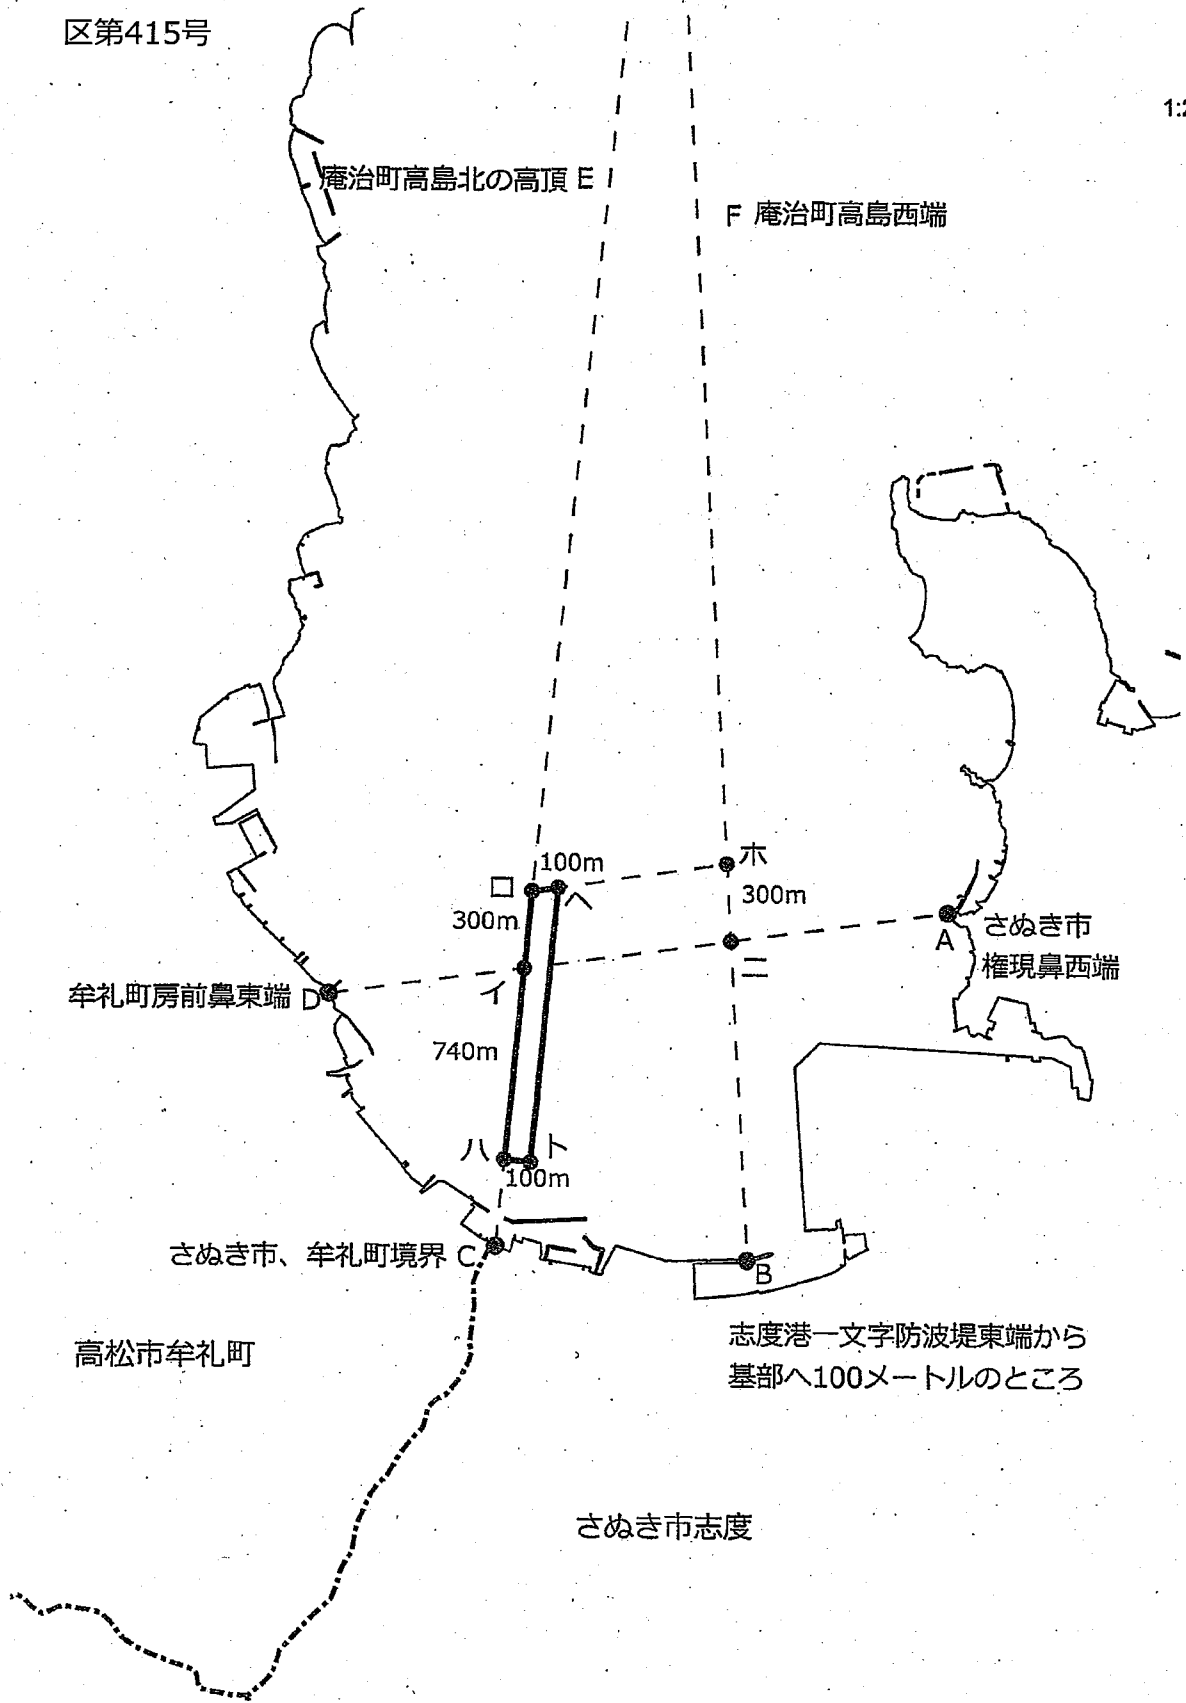 区第415号
庵治町高島北の高頂 E
F 庵治町高島西端
ホ
100m
ロ
ヘ
300m
300m
A
さぬき市
権現鼻西端
ニ
イ
牟礼町房前鼻東端 D
740m
ハ
ト
100m
さぬき市、牟礼町境界 C
B
志度港一文字防波堤東端から
基部へ100メートルのところ
高松市牟礼町
さぬき市志度